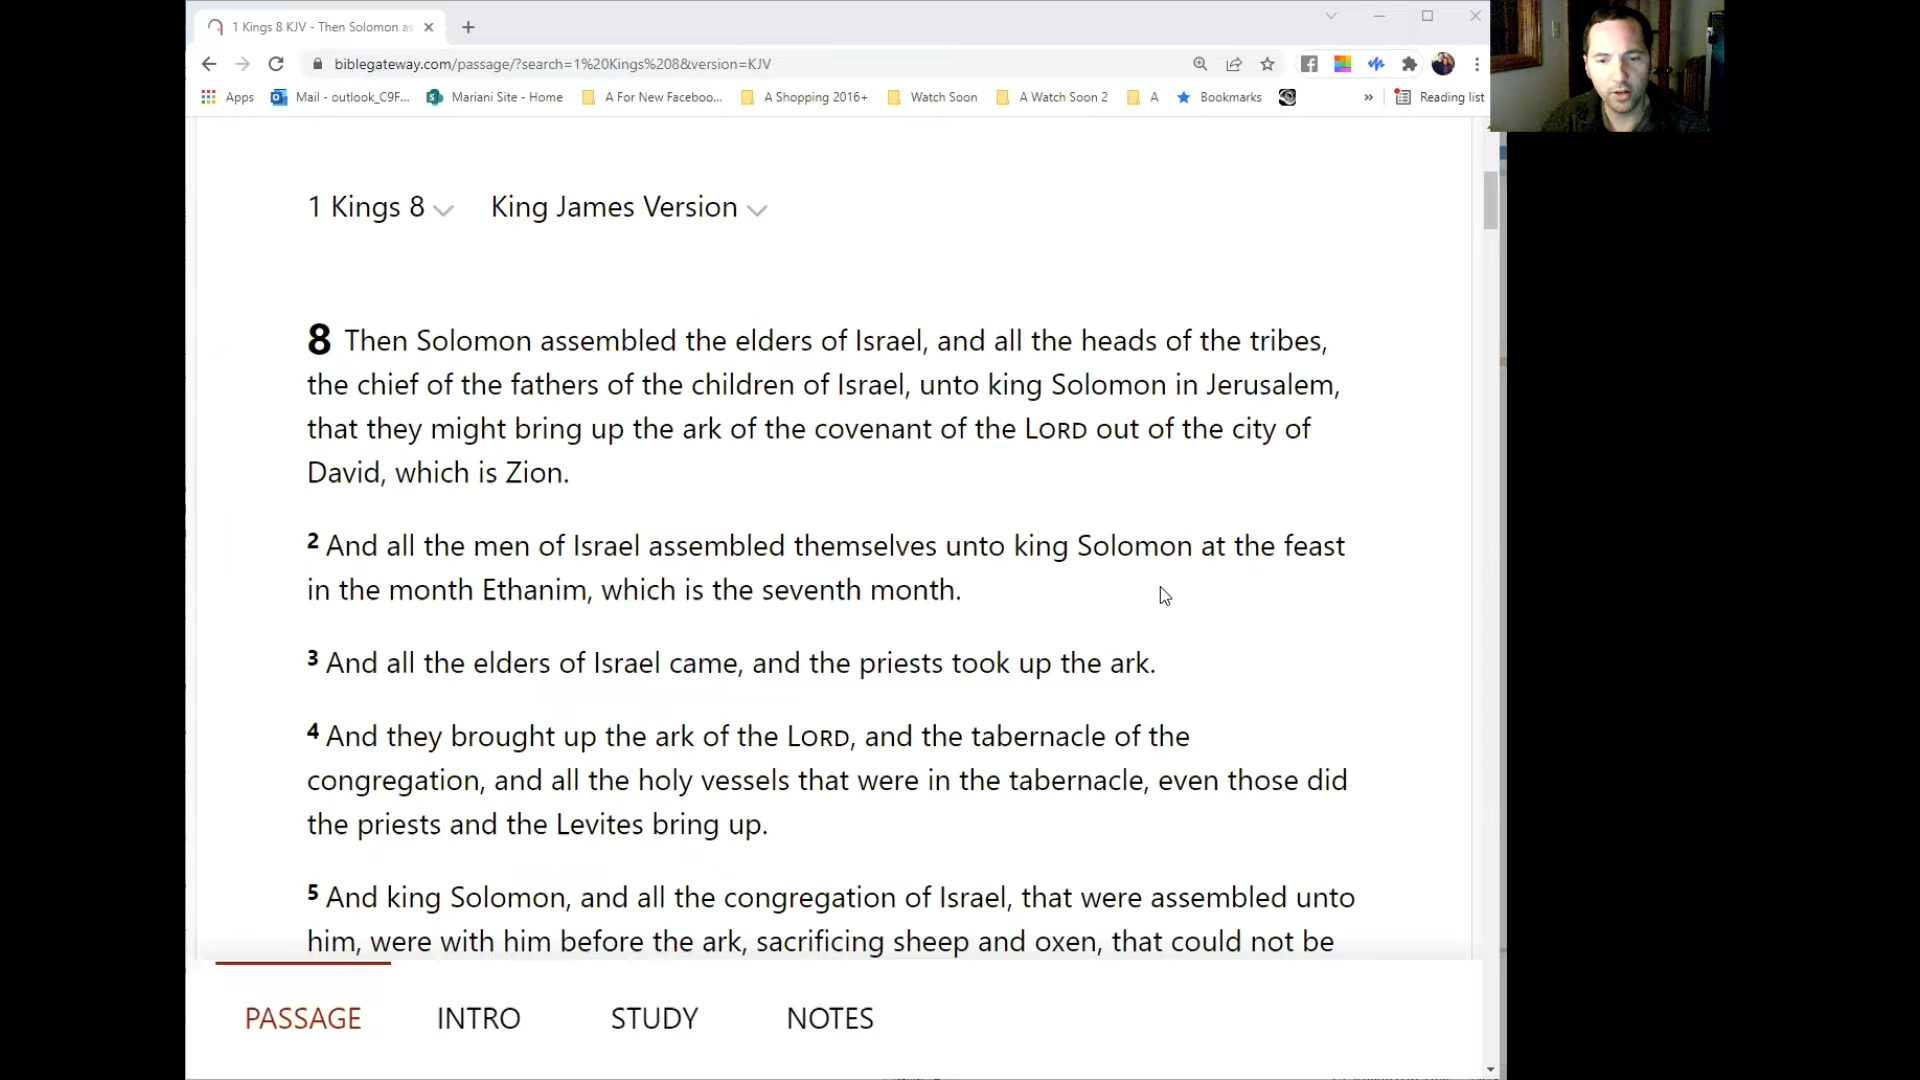 1 Kings 8 KJV - Then Solomon as
biblegateway.com/passage/?search=1%20Kings%208&version=KJV
Apps Mail - outlook_C9F... Mariani Site - Home A For New Faceboo... A Shopping 2016+ Watch Soon A Watch Soon 2 A Bookmarks » Reading list
1 Kings 8 King James Version
8 Then Solomon assembled the elders of Israel, and all the heads of the tribes,
the chief of the fathers of the children of Israel, unto king Solomon in Jerusalem,
that they might bring up the ark of the covenant of the LORD out of the city of
David, which is Zion.
2 And all the men of Israel assembled themselves unto king Solomon at the feast
in the month Ethanim, which is the seventh month.
3 And all the elders of Israel came, and the priests took up the ark.
4 And they brought up the ark of the LORD, and the tabernacle of the
congregation, and all the holy vessels that were in the tabernacle, even those did
the priests and the Levites bring up.
5 And king Solomon, and all the congregation of Israel, that were assembled unto
him, were with him before the ark, sacrificing sheep and oxen, that could not be
PASSAGE INTRO STUDY NOTES